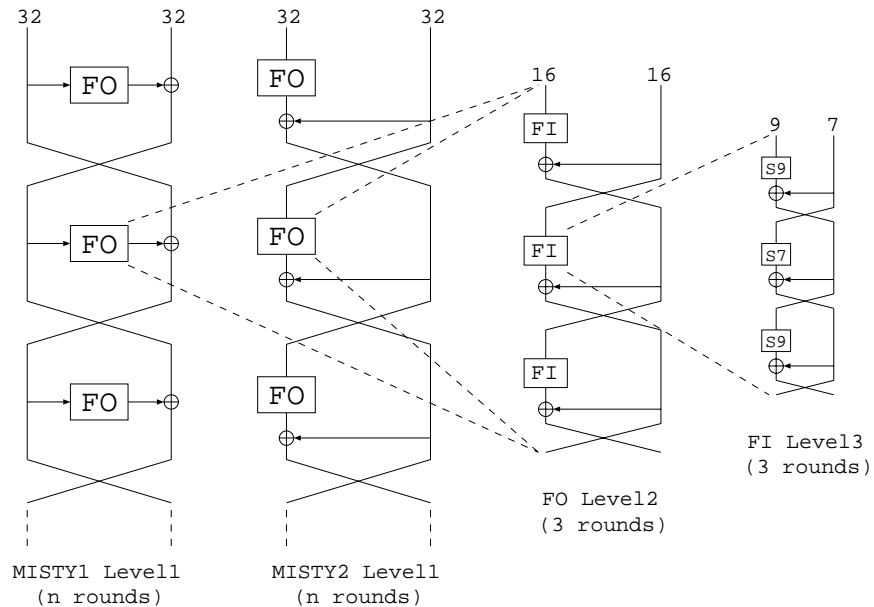 32 32 32 32
FO
FO
16 16
FI
9 7
S9
FO
FO
FI
S7
S9
FO
FO
FI
FI Level3
(3 rounds)
FO Level2
(3 rounds)
MISTY1 Level1
(n rounds)
MISTY2 Level1
(n rounds)